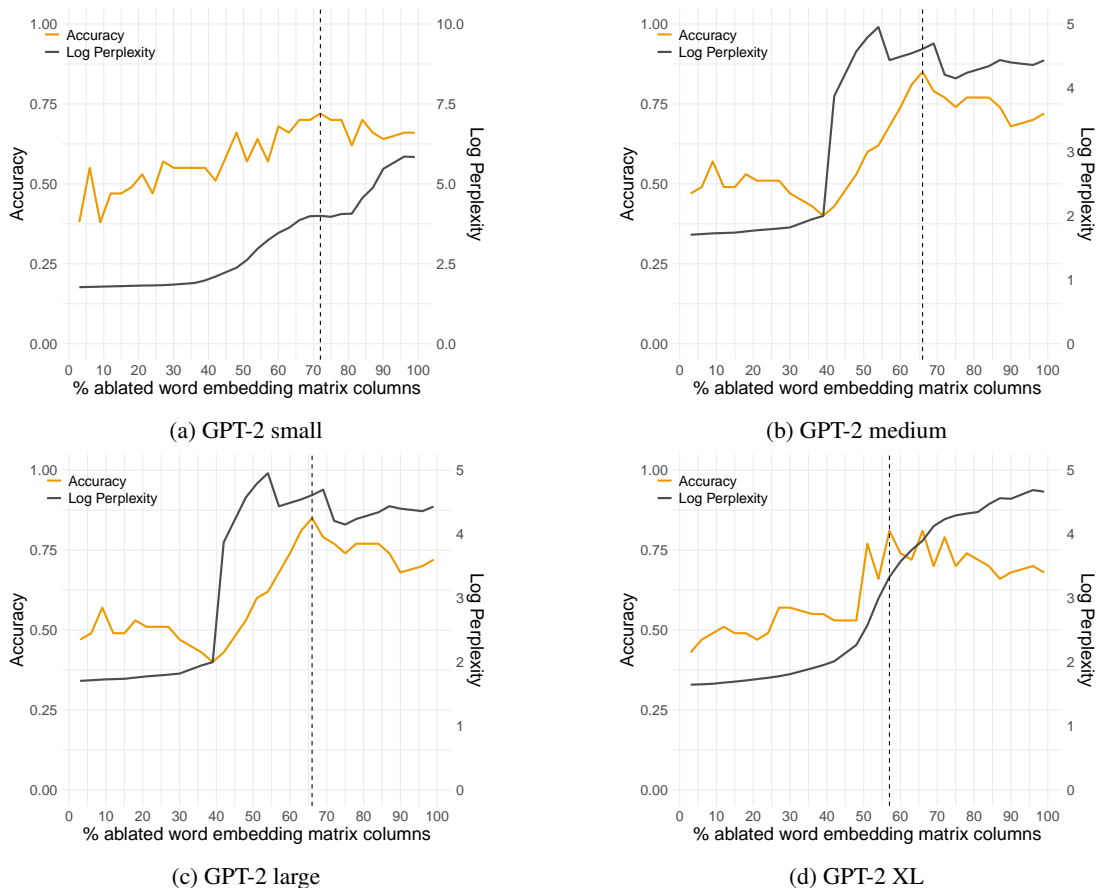 1.00
0.75
0.50
0.25
0.00
Accuracy
Accuracy
Log Perplexity
10.0
7.5
5.0
2.5
0.0
Log Perplexity
0 10 20 30 40 50 60 70 80 90 100
% ablated word embedding matrix columns
(a) GPT-2 small
1.00
0.75
0.50
0.25
0.00
Accuracy
Accuracy
Log Perplexity
5
4
3
2
1
0
Log Perplexity
0 10 20 30 40 50 60 70 80 90 100
% ablated word embedding matrix columns
(b) GPT-2 medium
1.00
0.75
0.50
0.25
0.00
Accuracy
Accuracy
Log Perplexity
5
4
3
2
1
0
Log Perplexity
0 10 20 30 40 50 60 70 80 90 100
% ablated word embedding matrix columns
(c) GPT-2 large
1.00
0.75
0.50
0.25
0.00
Accuracy
Accuracy
Log Perplexity
5
4
3
2
1
0
Log Perplexity
0 10 20 30 40 50 60 70 80 90 100
% ablated word embedding matrix columns
(d) GPT-2 XL